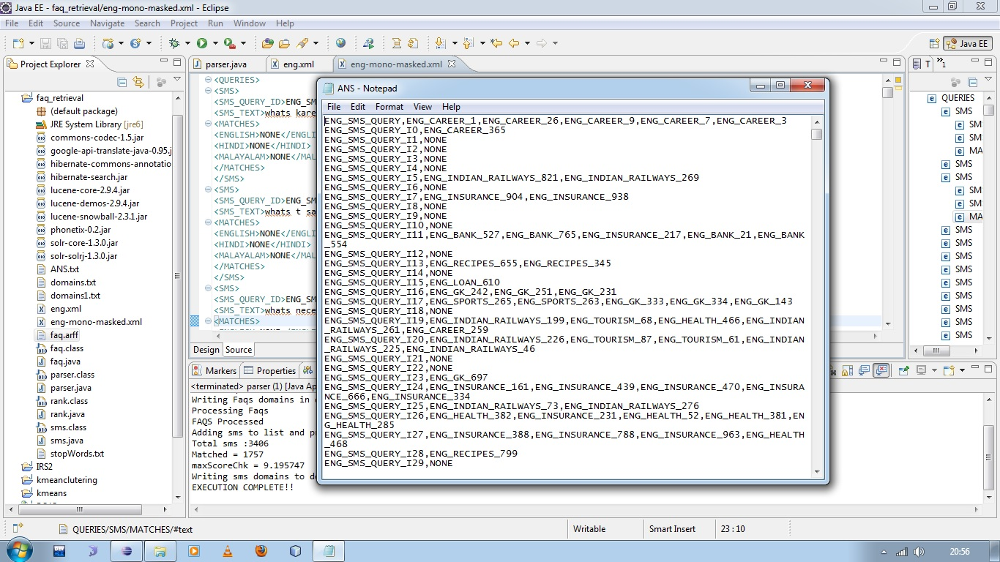 Java EE - faq_retrieval/eng-mono-masked.xml - Eclipse
File Edit Source Navigate Search Project Run Window Help
Java EE
Project Explorer
faq_retrieval
(default package)
JRE System Library [jre6]
commons-codec-1.5.jar
google-api-translate-java-0.95.j
hibernate-commons-annotatio
hibernate-search.jar
lucene-core-2.9.4.jar
lucene-demos-2.9.4.jar
lucene-snowball-2.3.1.jar
phonetix-0.2.jar
solr-core-1.3.0.jar
solr-solrj-1.3.0.jar
ANS.txt
domains.txt
domains1.txt
eng.xml
eng-mono-masked.xml
faq.arff
faq.class
faq.java
parser.class
parser.java
rank.class
rank.java
sms.class
sms.java
stopWords.txt
IRS2
kmeanclutering
kmeans
parser.java eng.xml eng-mono-masked.xml
<QUERIES>
<SMS>
<SMS_QUERY_ID>ENG_SM
<SMS_TEXT>whats kare
<MATCHES>
<ENGLISH>NONE</ENGLI
<HINDI>NONE</HINDI>
<MALAYALAM>NONE</MAL
</MATCHES>
</SMS>
<SMS>
<SMS_QUERY_ID>ENG_SM
<SMS_TEXT>whats t sa
<MATCHES>
<ENGLISH>NONE</ENGLI
<HINDI>NONE</HINDI>
<MALAYALAM>NONE</MAL
</MATCHES>
</SMS>
<SMS>
<SMS_QUERY_ID>ENG_SM
<SMS_TEXT>whats nece
<MATCHES>
Design Source
Markers Properties
<terminated> parser (1) [Java Ap
Writing Faqs domains in
Processing Faqs
FAQS Processed
Adding sms to list and p
Total sms :3406
Matched = 1757
maxScoreChk = 9.195747
Writing sms domains to d
EXECUTION COMPLETE!!
ANS - Notepad
File Edit Format View Help
ENG_SMS_QUERY,ENG_CAREER_1,ENG_CAREER_26,ENG_CAREER_9,ENG_CAREER_7,ENG_CAREER_3
ENG_SMS_QUERY_I0,ENG_CAREER_365
ENG_SMS_QUERY_I1,NONE
ENG_SMS_QUERY_I2,NONE
ENG_SMS_QUERY_I3,NONE
ENG_SMS_QUERY_I4,NONE
ENG_SMS_QUERY_I5,ENG_INDIAN_RAILWAYS_821,ENG_INDIAN_RAILWAYS_269
ENG_SMS_QUERY_I6,NONE
ENG_SMS_QUERY_I7,ENG_INSURANCE_904,ENG_INSURANCE_938
ENG_SMS_QUERY_I8,NONE
ENG_SMS_QUERY_I9,NONE
ENG_SMS_QUERY_I10,NONE
ENG_SMS_QUERY_I11,ENG_BANK_527,ENG_BANK_765,ENG_INSURANCE_217,ENG_BANK_21,ENG_BANK
_554
ENG_SMS_QUERY_I12,NONE
ENG_SMS_QUERY_I13,ENG_RECIPES_655,ENG_RECIPES_345
ENG_SMS_QUERY_I14,NONE
ENG_SMS_QUERY_I15,ENG_LOAN_610
ENG_SMS_QUERY_I16,ENG_GK_242,ENG_GK_251,ENG_GK_231
ENG_SMS_QUERY_I17,ENG_SPORTS_265,ENG_SPORTS_263,ENG_GK_333,ENG_GK_334,ENG_GK_143
ENG_SMS_QUERY_I18,NONE
ENG_SMS_QUERY_I19,ENG_INDIAN_RAILWAYS_199,ENG_TOURISM_68,ENG_HEALTH_466,ENG_INDIAN
_RAILWAYS_261,ENG_CAREER_259
ENG_SMS_QUERY_I20,ENG_INDIAN_RAILWAYS_226,ENG_TOURISM_87,ENG_TOURISM_61,ENG_INDIAN
_RAILWAYS_225,ENG_INDIAN_RAILWAYS_46
ENG_SMS_QUERY_I21,NONE
ENG_SMS_QUERY_I22,NONE
ENG_SMS_QUERY_I23,ENG_GK_697
ENG_SMS_QUERY_I24,ENG_INSURANCE_161,ENG_INSURANCE_439,ENG_INSURANCE_470,ENG_INSURA
NCE_666,ENG_INSURANCE_334
ENG_SMS_QUERY_I25,ENG_INDIAN_RAILWAYS_73,ENG_INDIAN_RAILWAYS_276
ENG_SMS_QUERY_I26,ENG_HEALTH_382,ENG_INSURANCE_231,ENG_HEALTH_52,ENG_HEALTH_381,EN
G_HEALTH_285
ENG_SMS_QUERY_I27,ENG_INSURANCE_388,ENG_INSURANCE_788,ENG_INSURANCE_963,ENG_HEALTH
_468
ENG_SMS_QUERY_I28,ENG_RECIPES_799
ENG_SMS_QUERY_I29,NONE
T 1
QUERIES
SMS
SM
SM
MA
SMS
SMS
SM
SM
MA
SMS
SMS
SMS
SMS
SMS
SMS
SMS
SMS
SMS
QUERIES/SMS/MATCHES/#text
Writable
Smart Insert
23 : 10
20:56